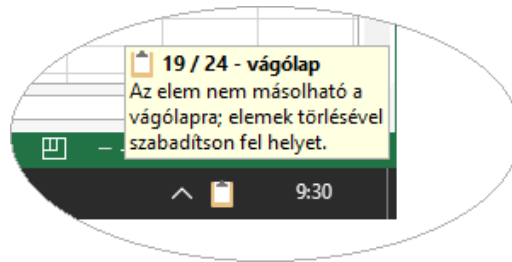 19 / 24 - vágólap
Az elem nem másolható a
vágólapra; elemek törlésével
szabadítson fel helyet.
9:30